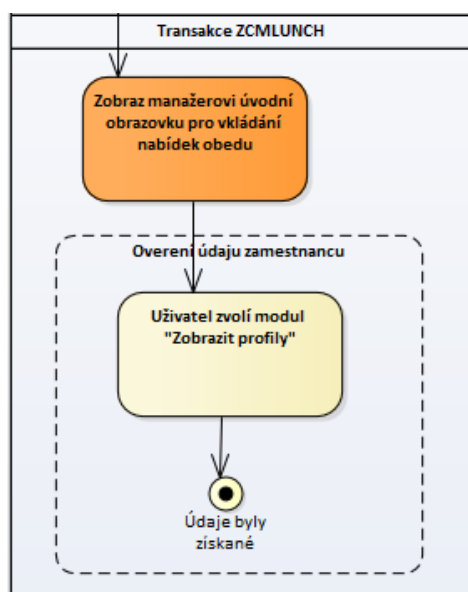 Transakce ZCMLUNCH
Zobraz manažerovi úvodní
obrazovku pro vkládání
nabídek obedu
Overení údaju zamestnancu
Uživatel zvolí modul
"Zobrazit profily"
Údaje byly
získané